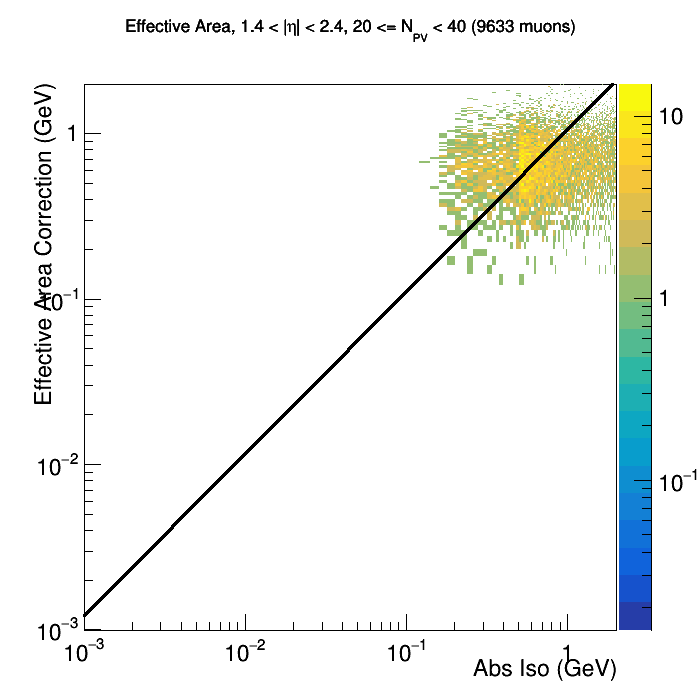 Effective Area, 1.4 < |η| < 2.4, 20 <= N_PV < 40 (9633 muons)
Effective Area Correction (GeV)
1
10⁻¹
10⁻²
10⁻³
10⁻³ 10⁻² 10⁻¹ 1
Abs Iso (GeV)
10
1
10⁻¹